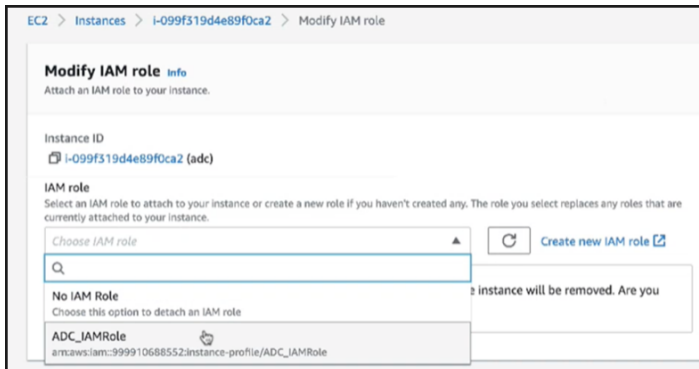 EC2 > Instances > i-099f319d4e89f0ca2 > Modify IAM role
Modify IAM role Info
Attach an IAM role to your instance.
Instance ID
i-099f319d4e89f0ca2 (adc)
IAM role
Select an IAM role to attach to your instance or create a new role if you haven't created any. The role you select replaces any roles that are
currently attached to your instance.
Choose IAM role
Create new IAM role
No IAM Role
Choose this option to detach an IAM role
instance will be removed. Are you
ADC_IAMRole
arn:aws:iam::999910688552:instance-profile/ADC_IAMRole